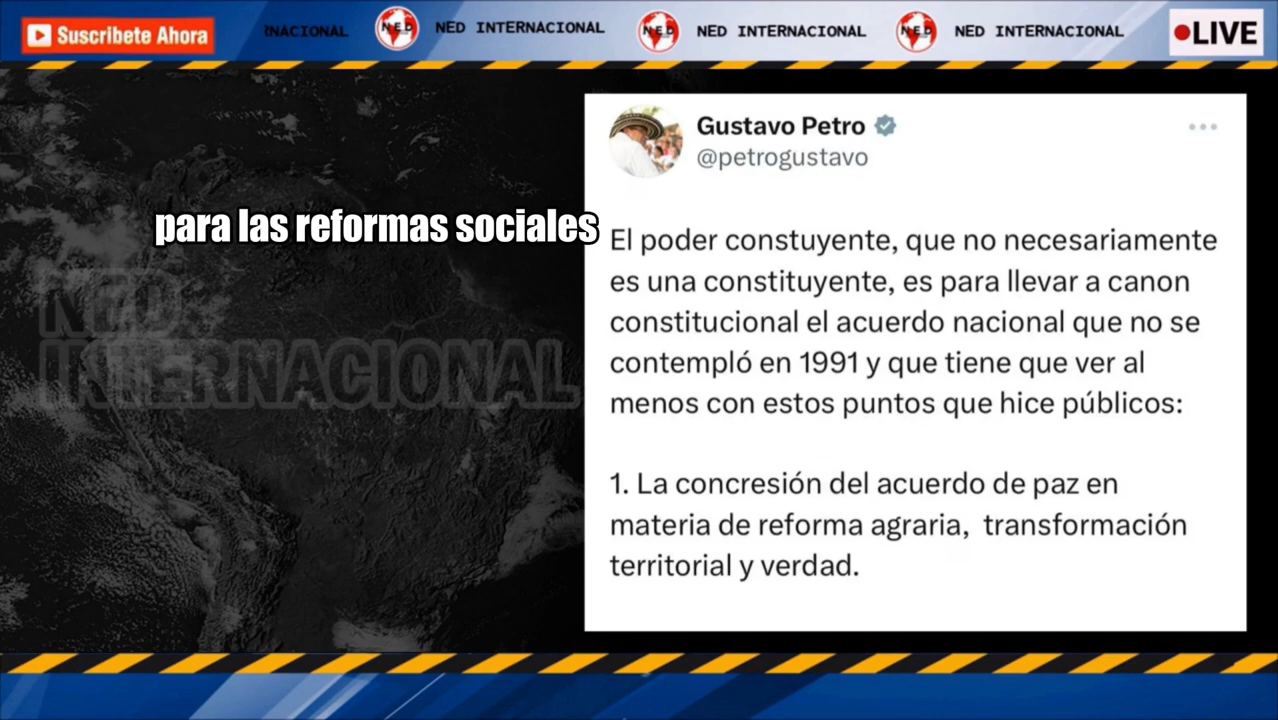 Suscribete Ahora
RNACIONAL
NED
NED INTERNACIONAL
NED
NED INTERNACIONAL
NED
NED INTERNACIONAL
LIVE
Gustavo Petro
@petrogustavo
para las reformas sociales
El poder constuyente, que no necesariamente
es una constituyente, es para llevar a canon
constitucional el acuerdo nacional que no se
contempló en 1991 y que tiene que ver al
menos con estos puntos que hice públicos:
1. La concresión del acuerdo de paz en
materia de reforma agraria, transformación
territorial y verdad.
NED
INTERNACIONAL